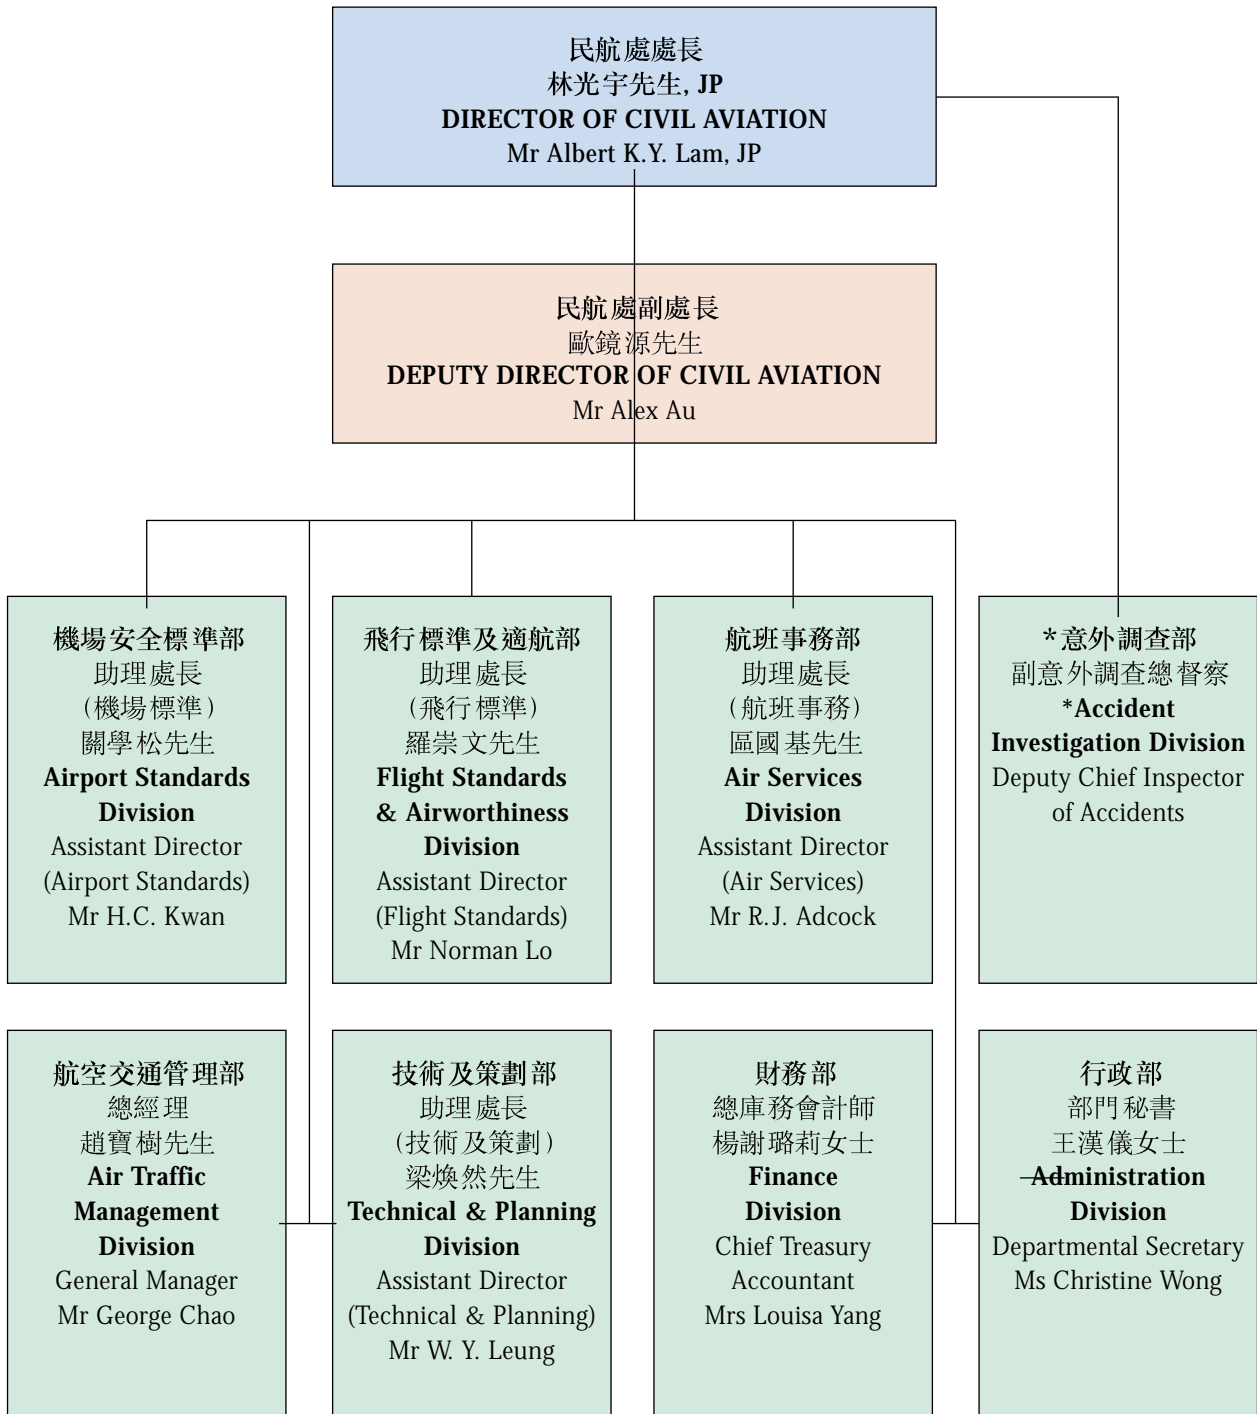 民航處處長
林光宇先生, JP
DIRECTOR OF CIVIL AVIATION
Mr Albert K.Y. Lam, JP
民航處副處長
歐鏡源先生
DEPUTY DIRECTOR OF CIVIL AVIATION
Mr Alex Au
機場安全標準部
助理處長
(機場標準)
關學松先生
Airport Standards
Division
Assistant Director
(Airport Standards)
Mr H.C. Kwan
飛行標準及適航部
助理處長
(飛行標準)
羅崇文先生
Flight Standards
& Airworthiness
Division
Assistant Director
(Flight Standards)
Mr Norman Lo
航班事務部
助理處長
(航班事務)
區國基先生
Air Services
Division
Assistant Director
(Air Services)
Mr R.J. Adcock
*意外調查部
副意外調查總督察
*Accident
Investigation Division
Deputy Chief Inspector
of Accidents
航空交通管理部
總經理
趙寶樹先生
Air Traffic
Management
Division
General Manager
Mr George Chao
技術及策劃部
助理處長
(技術及策劃)
梁煥然先生
Technical & Planning
Division
Assistant Director
(Technical & Planning)
Mr W. Y. Leung
財務部
總庫務會計師
楊謝璐莉女士
Finance
Division
Chief Treasury
Accountant
Mrs Louisa Yang
行政部
部門秘書
王漢儀女士
Administration
Division
Departmental Secretary
Ms Christine Wong